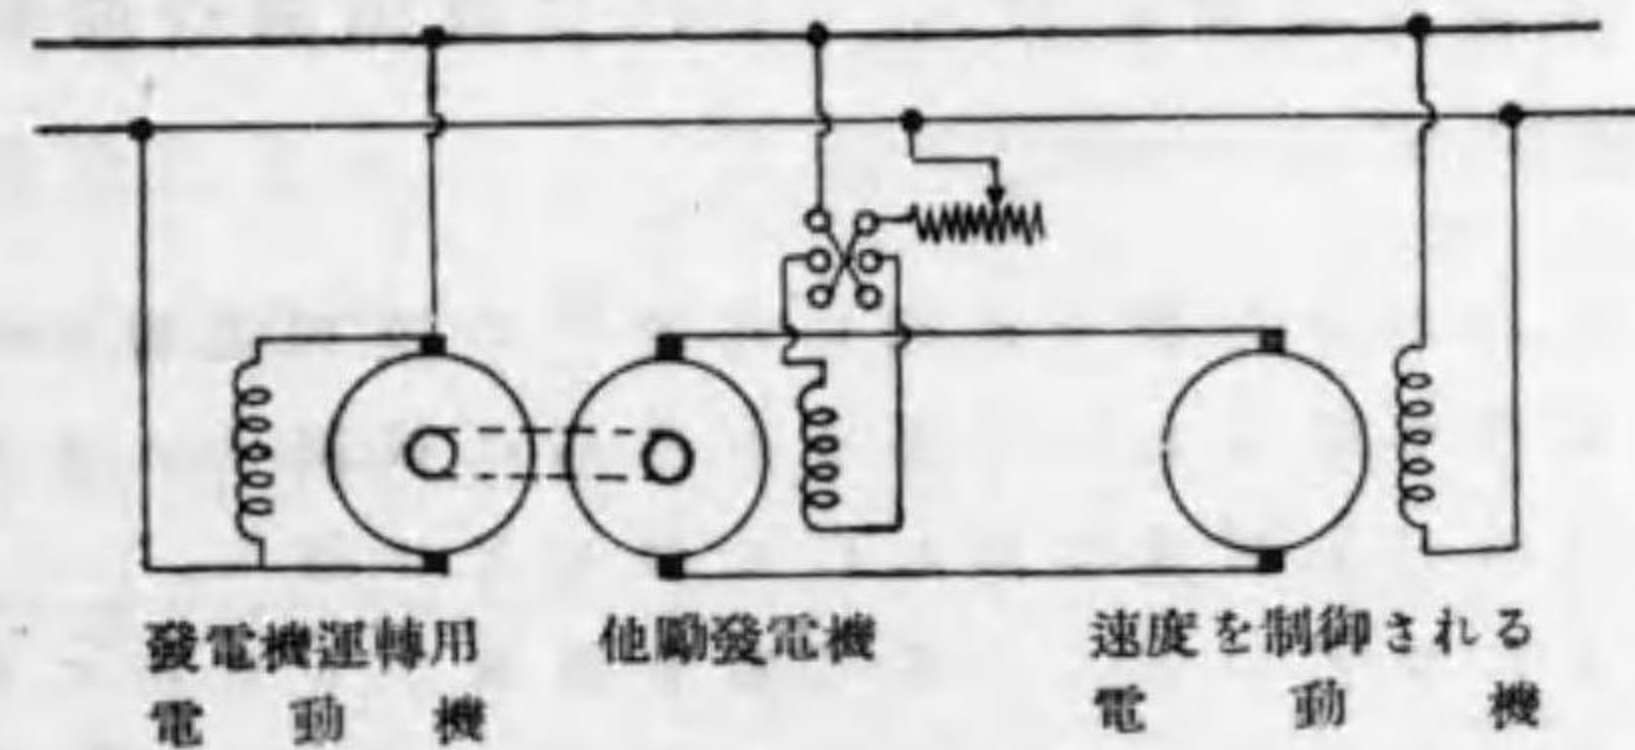 發電機運轉用
電動機
他勵發電機
速度を制御される
電動機